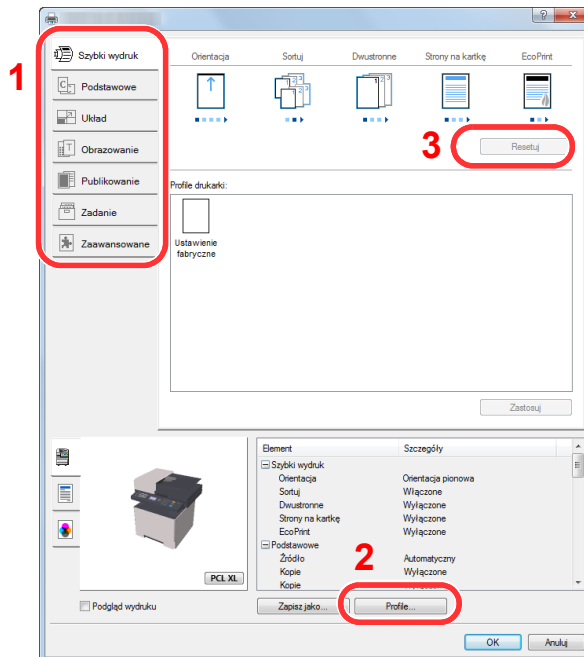 ?
1
Szybki wydruk
Podstawowe
Układ
Obrazowanie
Publikowanie
Zadanie
Zaawansowane
Orientacja Sortuj Dwustronne Strony na kartkę EcoPrint
3
Resetuj
Profile drukarki:
Ustawienie
fabryczne
Zastosuj
Element Szczegóły
Szybki wydruk
Orientacja Orientacja pionowa
Sortuj Włączone
Dwustronne Wyłączone
Strony na kartkę Wyłączone
EcoPrint Wyłączone
Podstawowe
Źródło Automatyczny
Kopie Wyłączone
Kopie
2
PCL XL
Podgląd wydruku
Zapisz jako... Profile...
OK Anuluj